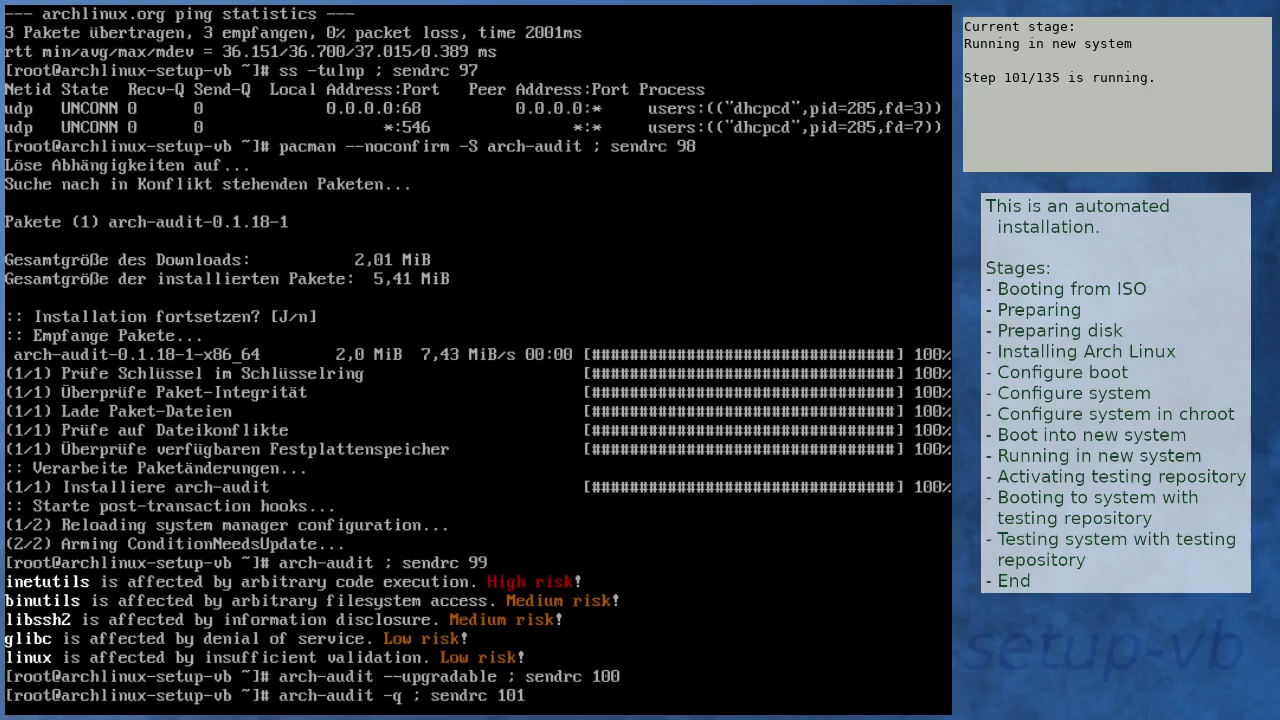 --- archlinux.org ping statistics ---
3 Pakete übertragen, 3 empfangen, 0% packet loss, time 2001ms
rtt min/avg/max/mdev = 36.151/36.700/37.015/0.389 ms
[root@archlinux-setup-vb ~]# ss -tulnp ; sendrc 97
Netid State  Recv-Q Send-Q  Local Address:Port   Peer Address:Port Process
udp   UNCONN 0      0             0.0.0.0:68          0.0.0.0:*     users:(("dhcpcd",pid=285,fd=3))
udp   UNCONN 0      0                   *:546               *:*     users:(("dhcpcd",pid=285,fd=7))
[root@archlinux-setup-vb ~]# pacman --noconfirm -S arch-audit ; sendrc 98
Löse Abhängigkeiten auf...
Suche nach in Konflikt stehenden Paketen...
Pakete (1) arch-audit-0.1.18-1
Gesamtgröße des Downloads:           2,01 MiB
Gesamtgröße der installierten Pakete:  5,41 MiB
:: Installation fortsetzen? [J/n]
:: Empfange Pakete...
arch-audit-0.1.18-1-x86_64        2,0 MiB  7,43 MiB/s 00:00 [################################] 100%
(1/1) Prüfe Schlüssel im Schlüsselring                       [################################] 100%
(1/1) Überprüfe Paket-Integrität                             [################################] 100%
(1/1) Lade Paket-Dateien                                     [################################] 100%
(1/1) Prüfe auf Dateikonflikte                               [################################] 100%
(1/1) Überprüfe verfügbaren Festplattenspeicher              [################################] 100%
:: Verarbeite Paketänderungen...
(1/1) Installiere arch-audit                                 [################################] 100%
:: Starte post-transaction hooks...
(1/2) Reloading system manager configuration...
(2/2) Arming ConditionNeedsUpdate...
[root@archlinux-setup-vb ~]# arch-audit ; sendrc 99
inetutils is affected by arbitrary code execution. High risk!
binutils is affected by arbitrary filesystem access. Medium risk!
libssh2 is affected by information disclosure. Medium risk!
glibc is affected by denial of service. Low risk!
linux is affected by insufficient validation. Low risk!
[root@archlinux-setup-vb ~]# arch-audit --upgradable ; sendrc 100
[root@archlinux-setup-vb ~]# arch-audit -q ; sendrc 101
Current stage:
Running in new system
Step 101/135 is running.
This is an automated
installation.
Stages:
- Booting from ISO
- Preparing
- Preparing disk
- Installing Arch Linux
- Configure boot
- Configure system
- Configure system in chroot
- Boot into new system
- Running in new system
- Activating testing repository
- Booting to system with
testing repository
- Testing system with testing
repository
- End
setup-vb